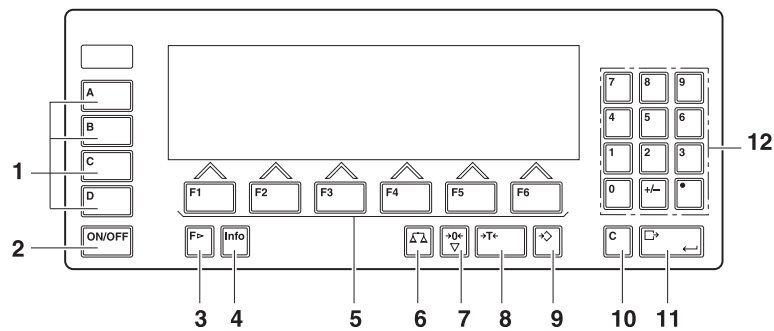 7 8 9
A
4 5 6
B
12
1 2 3
1 C
F1 F2 F3 F4 F5 F6
D
0 +/− •
2 ON/OFF
F▻ Info →0← →T← C
3 4 5 6 7 8 9 10 11